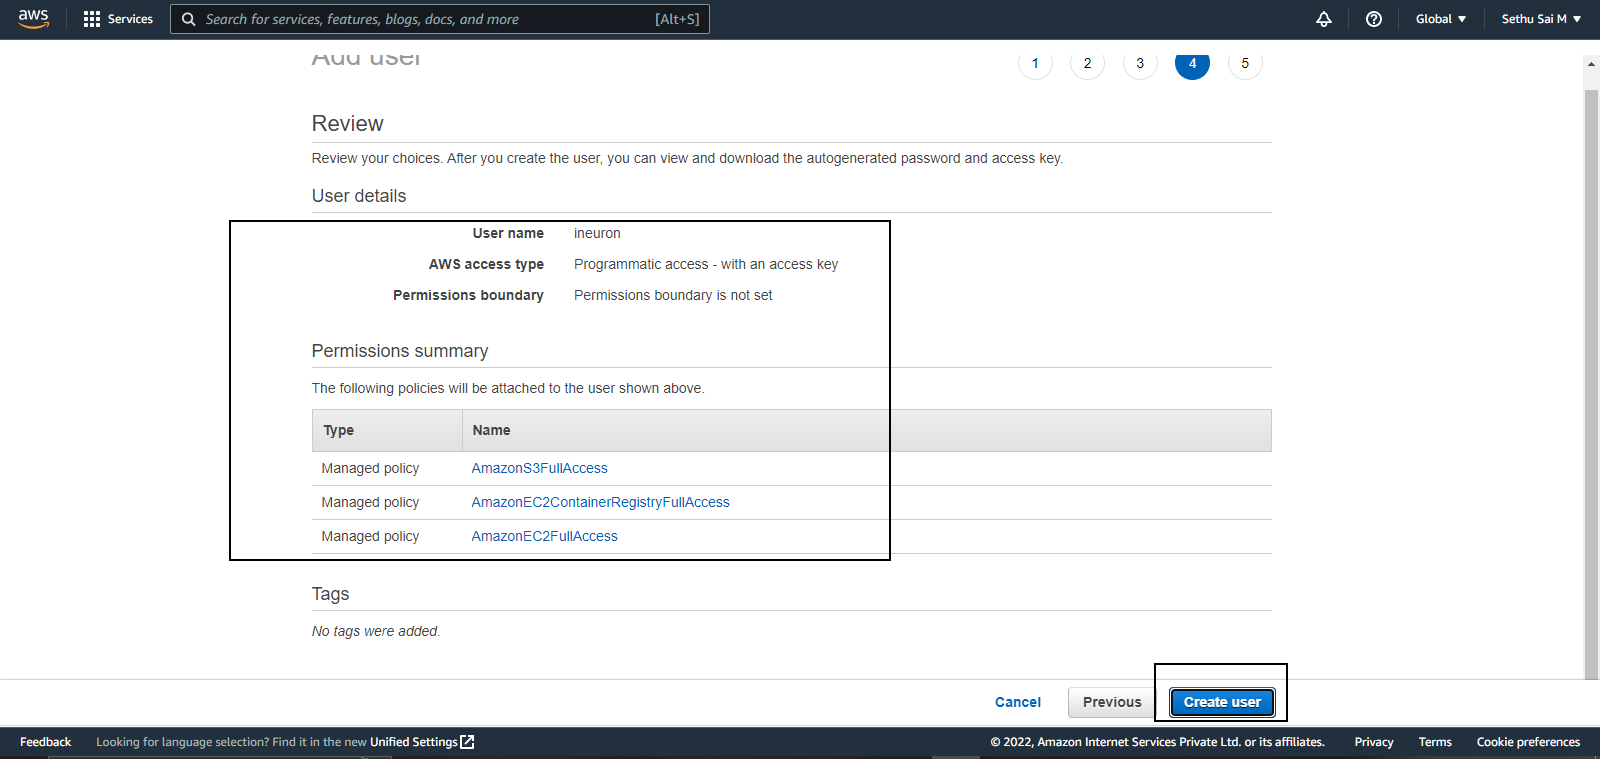 aws Services Search for services, features, blogs, docs, and more [Alt+S] Global Sethu Sai M
Add user 1 2 3 4 5
Review
Review your choices. After you create the user, you can view and download the autogenerated password and access key.
User details
User name ineuron
AWS access type Programmatic access - with an access key
Permissions boundary Permissions boundary is not set
Permissions summary
The following policies will be attached to the user shown above.
Type Name
Managed policy AmazonS3FullAccess
Managed policy AmazonEC2ContainerRegistryFullAccess
Managed policy AmazonEC2FullAccess
Tags
No tags were added.
Cancel Previous Create user
Feedback Looking for language selection? Find it in the new Unified Settings © 2022, Amazon Internet Services Private Ltd. or its affiliates. Privacy Terms Cookie preferences